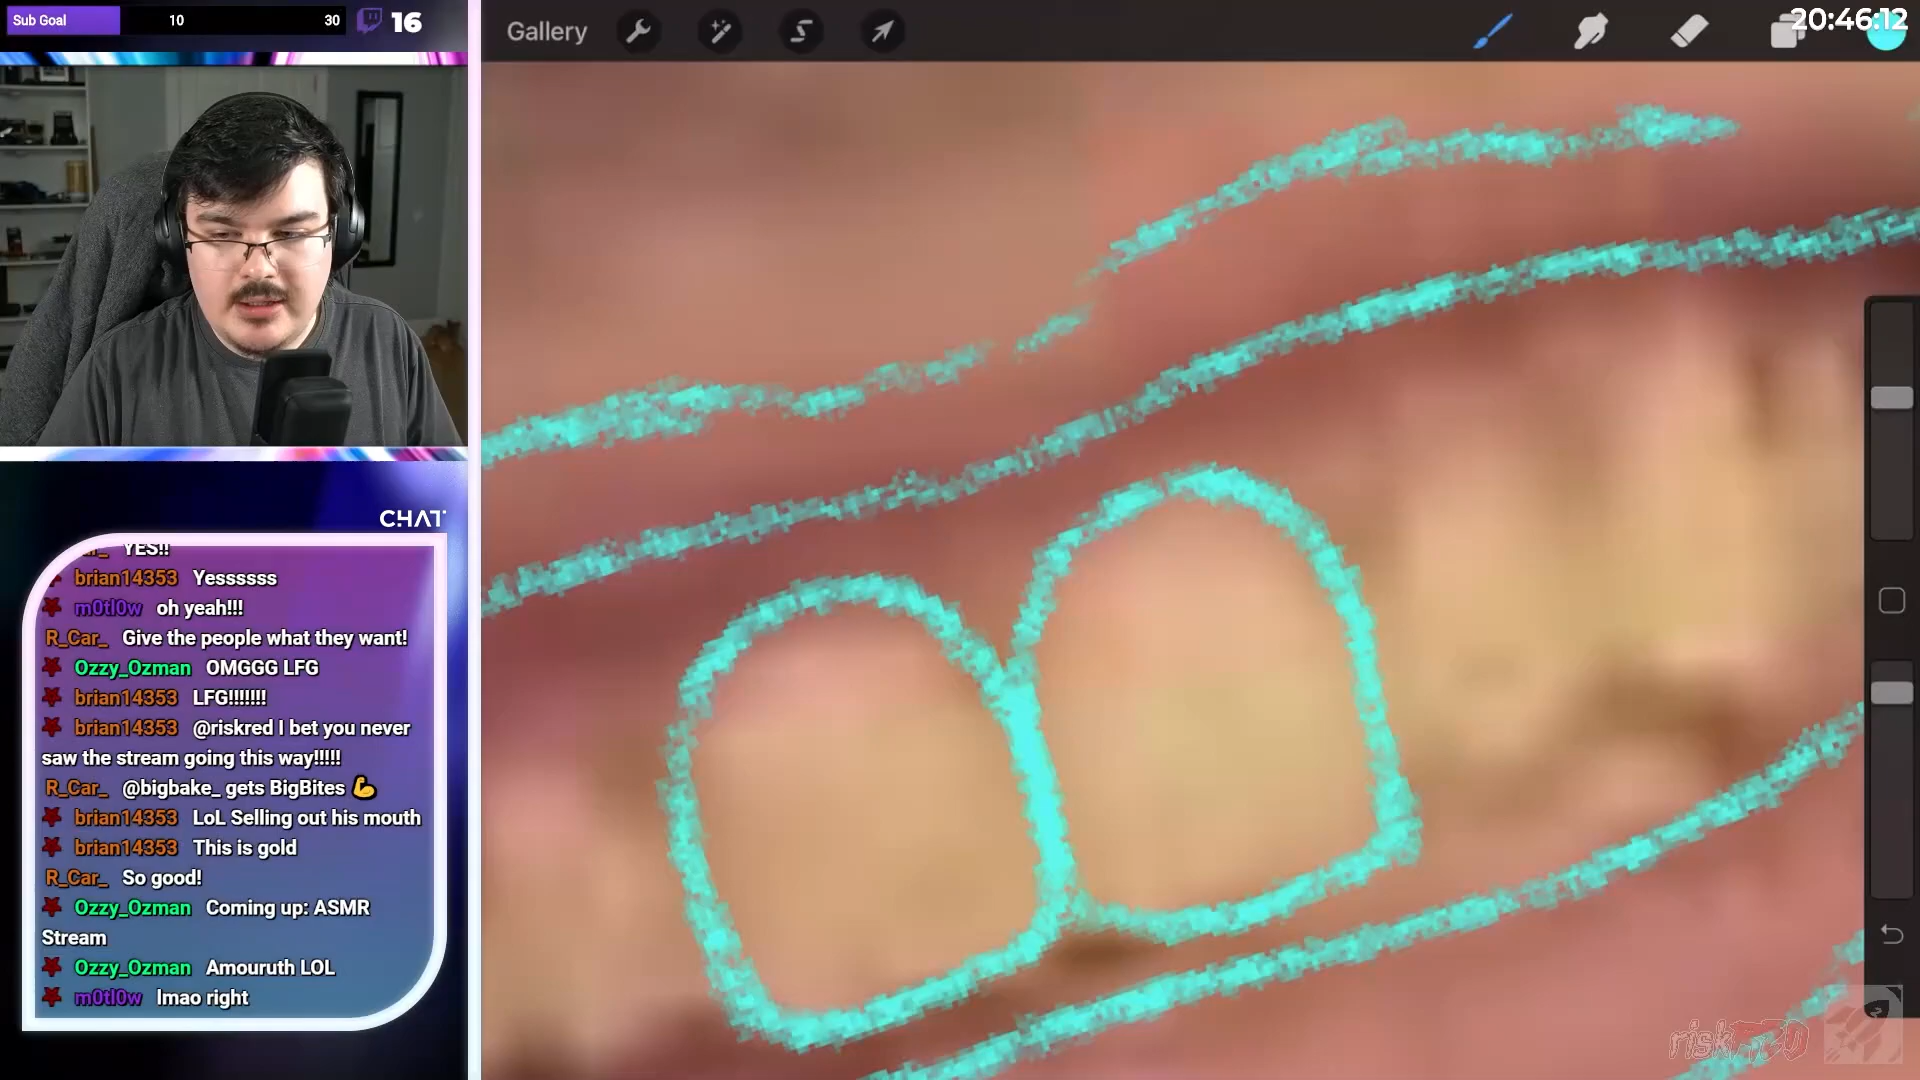 Sub Goal 10 30 16
Gallery
20:46:12
CHAT
YES!!
brian14353 Yessssss
m0tl0w oh yeah!!!
R_Car_ Give the people what they want!
Ozzy_Ozman OMGGG LFG
brian14353 LFG!!!!!!!
brian14353 @riskred I bet you never
saw the stream going this way!!!!!
R_Car_ @bigbake_ gets BigBites 💪
brian14353 LoL Selling out his mouth
brian14353 This is gold
R_Car_ So good!
Ozzy_Ozman Coming up: ASMR
Stream
Ozzy_Ozman Amouruth LOL
m0tl0w lmao right